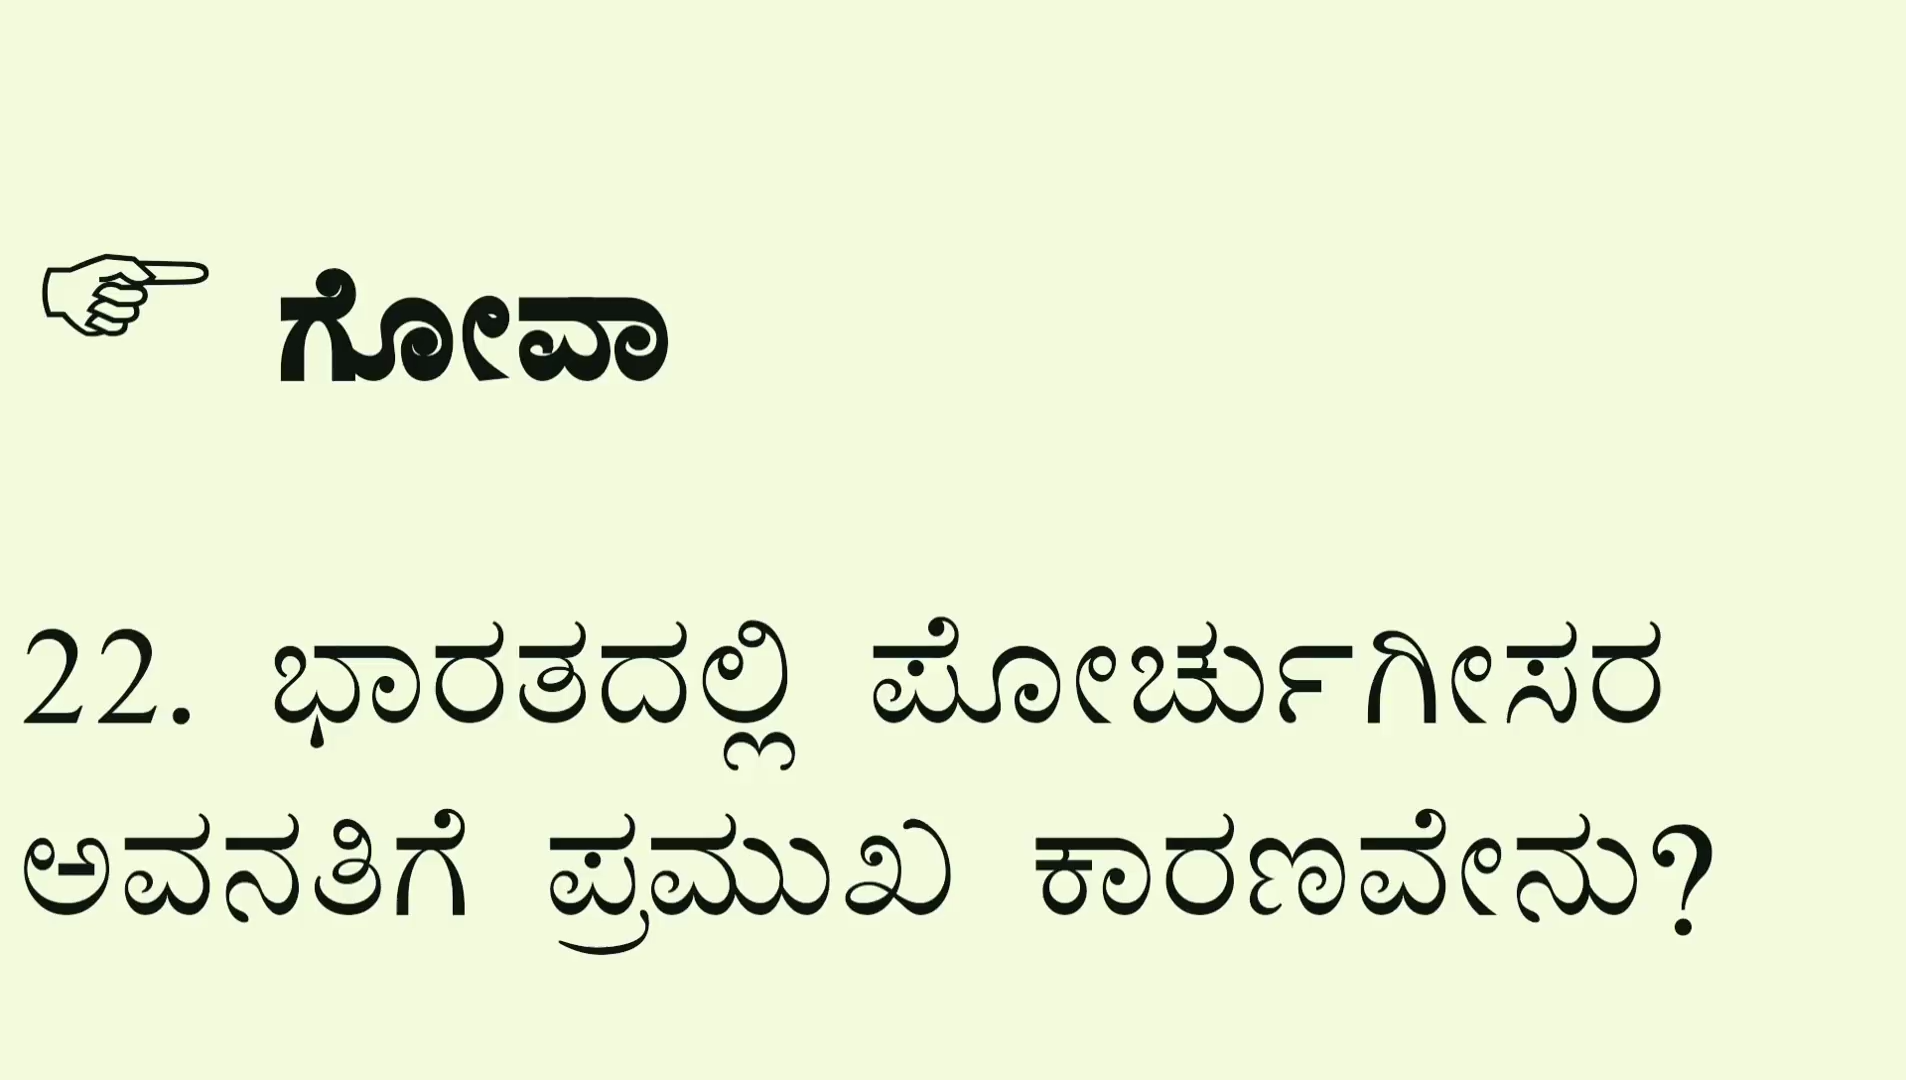 ☞ ಗೋವಾ
22. ಭಾರತದಲ್ಲಿ ಪೋರ್ಚುಗೀಸರ
ಅವನತಿಗೆ ಪ್ರಮುಖ ಕಾರಣವೇನು?